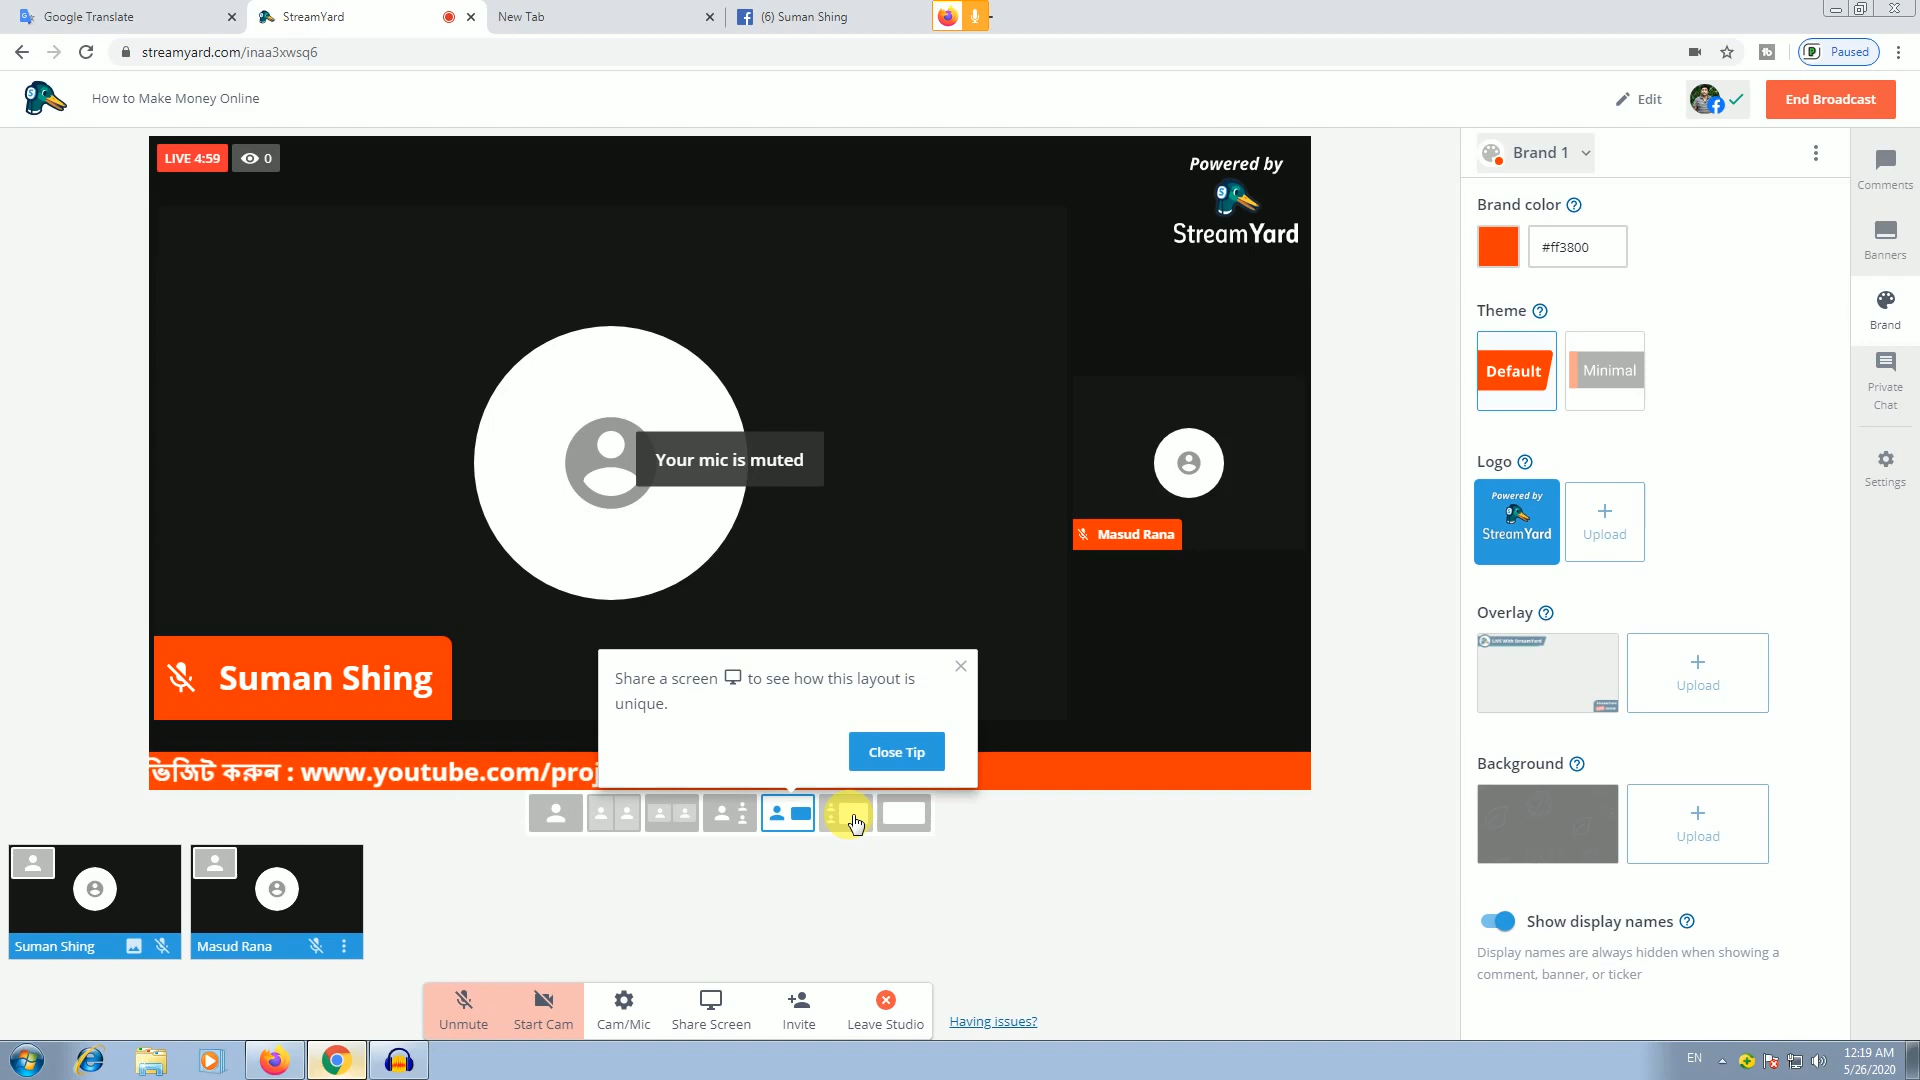 Google Translate
StreamYard
New Tab
(6) Suman Shing
streamyard.com/inaa3xwsq6
Paused
How to Make Money Online
Edit
End Broadcast
LIVE 4:59
0
Powered by
StreamYard
Your mic is muted
Masud Rana
Suman Shing
Share a screen to see how this layout is
unique.
Close Tip
ভিজিট করুন : www.youtube.com/proj
Suman Shing
Masud Rana
Unmute
Start Cam
Cam/Mic
Share Screen
Invite
Leave Studio
Having issues?
Brand 1
Brand color
#ff3800
Theme
Default
Minimal
Logo
Powered by
StreamYard
Upload
Overlay
Upload
Background
Upload
Show display names
Display names are always hidden when showing a
comment, banner, or ticker
Comments
Banners
Brand
Private
Chat
Settings
EN
12:19 AM
5/26/2020